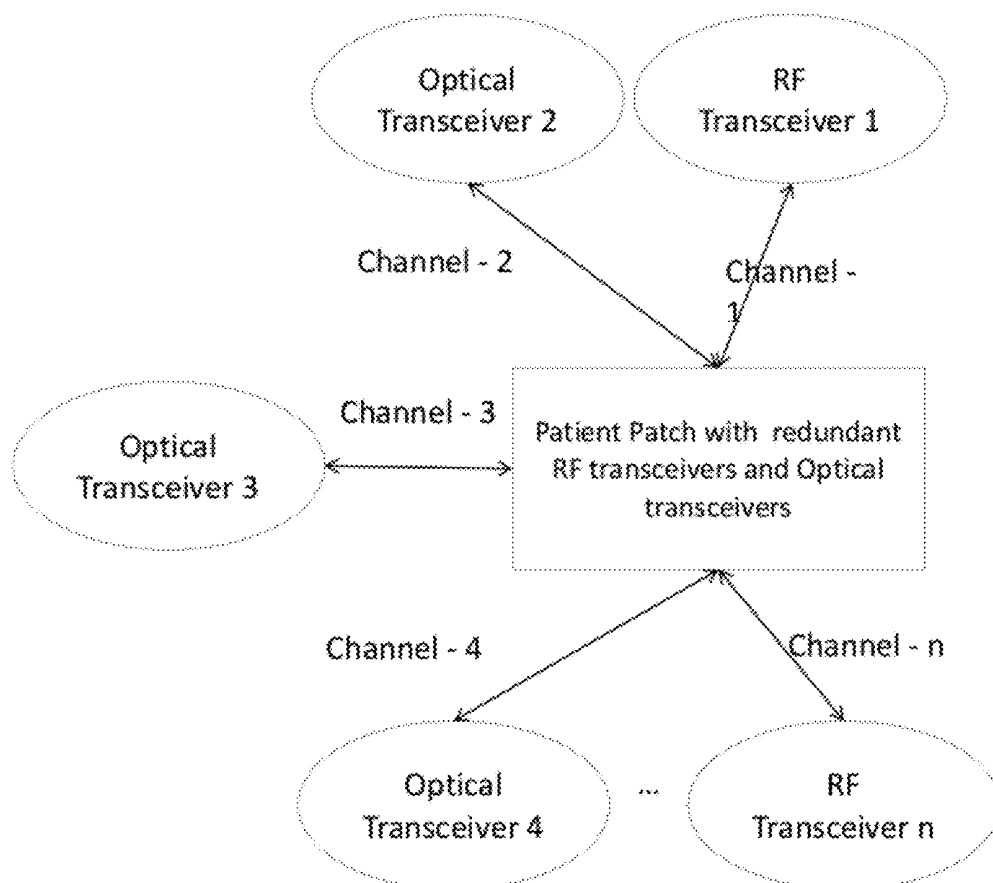 Optical
Transceiver 2
RF
Transceiver 1
Channel - 2
Channel -
1
Channel - 3
Optical
Transceiver 3
Patient Patch with redundant
RF transceivers and Optical
transceivers
Channel - 4
Channel - n
Optical
Transceiver 4
...
RF
Transceiver n